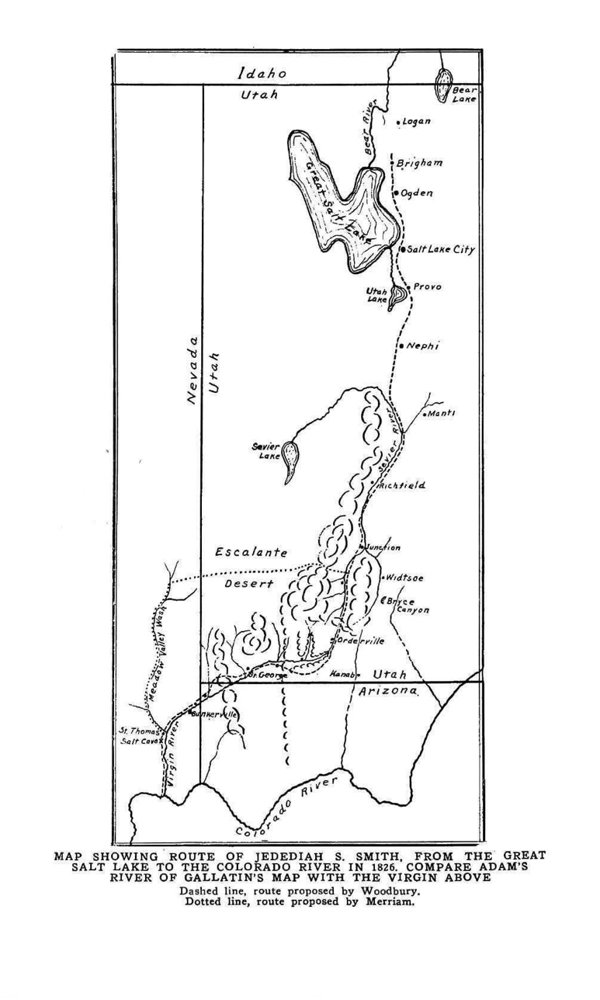 Idaho
Utah
Bear
Lake
Bear River
Logan
Brigham
Great Salt Lake
Ogden
Salt Lake City
Utah
Lake
Provo
Nevada
Utah
Nephi
Manti
Sevier River
Sevier
Lake
Richfield
Junction
Escalante
Desert
Widtsoe
Bryce
Canyon
Meadow Valley Wash
Orderville
St. George
Kanab
Utah
Arizona.
Bunkerville
St. Thomas
Salt Cave
Virgin River
Colorado River
MAP SHOWING ROUTE OF JEDEDIAH S. SMITH, FROM THE GREAT
SALT LAKE TO THE COLORADO RIVER IN 1826. COMPARE ADAM'S
RIVER OF GALLATIN'S MAP WITH THE VIRGIN ABOVE
Dashed line, route proposed by Woodbury.
Dotted line, route proposed by Merriam.